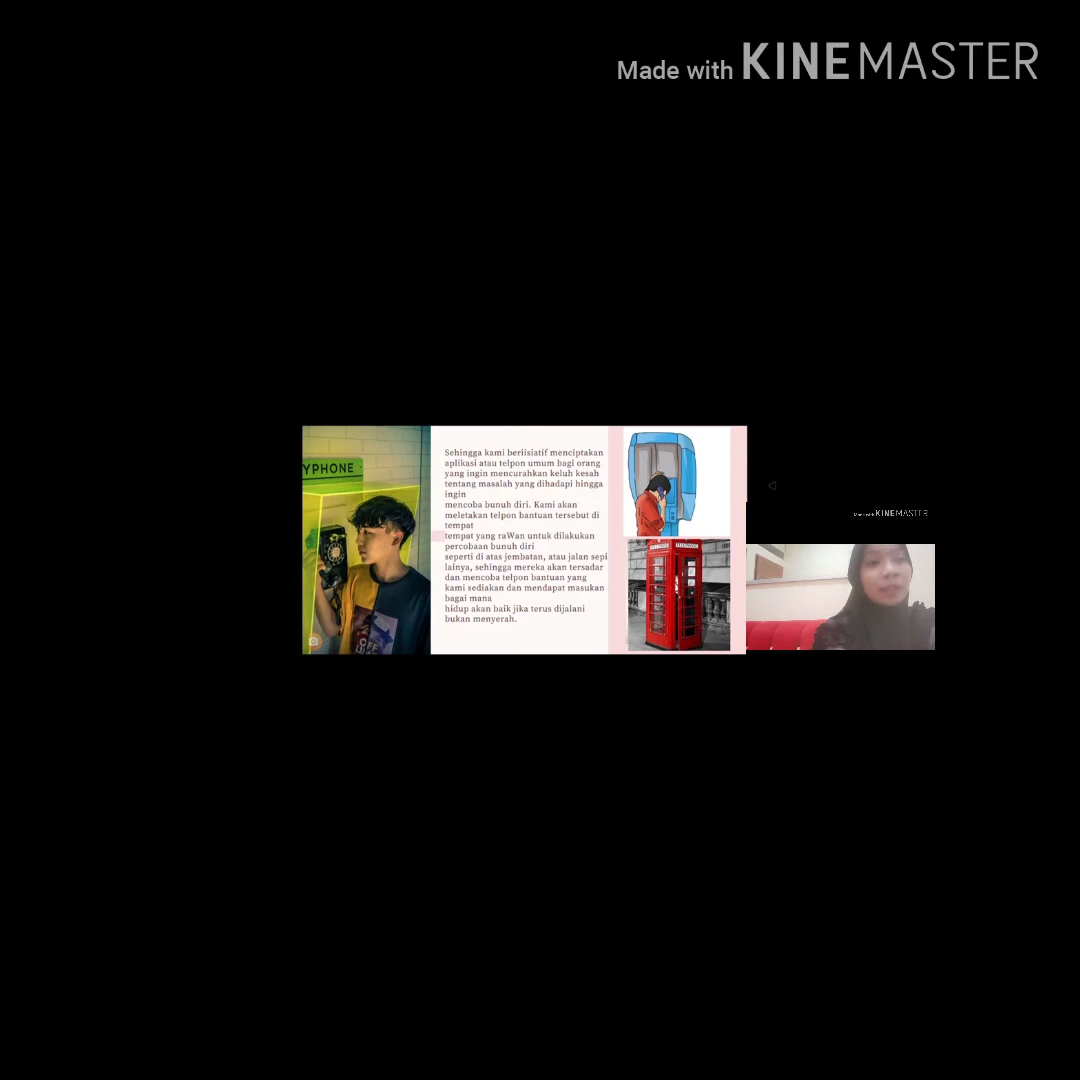 Made with KINEMASTER
YPHONE
Sehingga kami beriisiatif menciptakan
aplikasi atau telpon umum bagi orang
yang ingin mencurahkan keluh kesah
tentang masalah yang dihadapi hingga
ingin
mencoba bunuh diri. Kami akan
meletakan telpon bantuan tersebut di
tempat
tempat yang raWan untuk dilakukan
percobaan bunuh diri
seperti di atas jembatan, atau jalan sepi
lainya, sehingga mereka akan tersadar
dan mencoba telpon bantuan yang
kami sediakan dan mendapat masukan
bagai mana
hidup akan baik jika terus dijalani
bukan menyerah.
TELEPHONE
Made with KINEMASTER